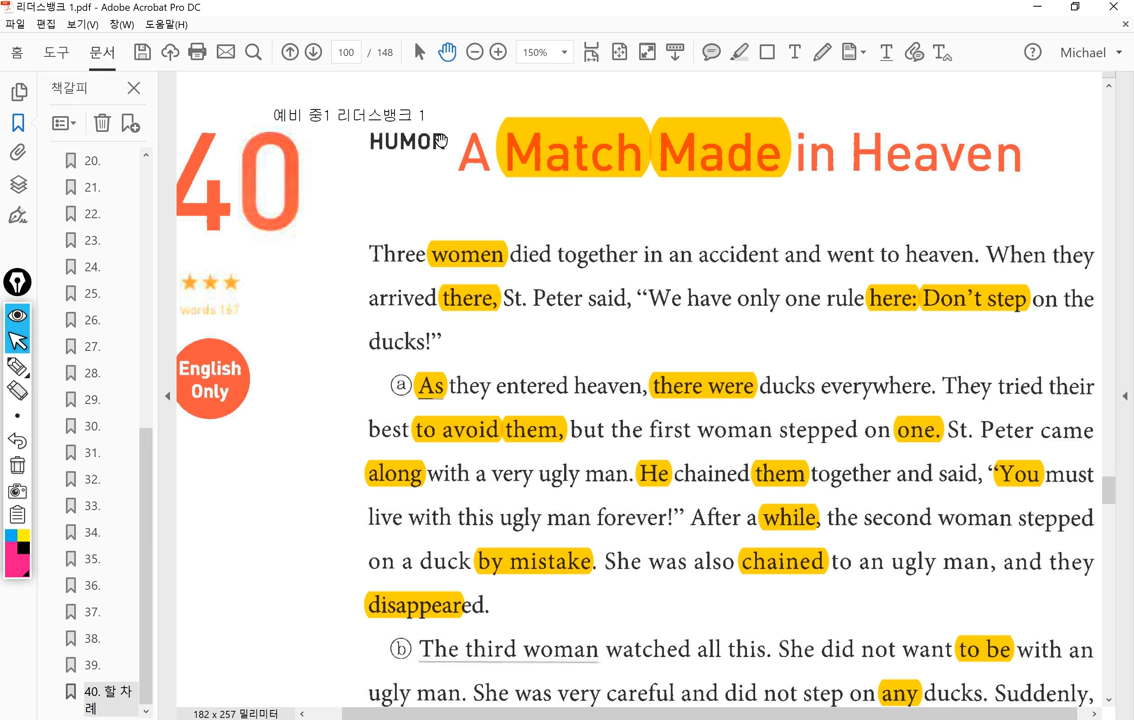 리더스뱅크 1.pdf - Adobe Acrobat Pro DC
파일 편집 보기(V) 창(W) 도움말(H)
홈 도구 문서 100 / 148 150% Michael
책갈피
20.
21.
22.
23.
24.
25.
26.
27.
28.
29.
30.
31.
32.
33.
34.
35.
36.
37.
38.
39.
40. 할 차
례
예비 중1 리더스뱅크 1
40
HUMOR A Match Made in Heaven
words 167
English
Only
Three women died together in an accident and went to heaven. When they
arrived there, St. Peter said, “We have only one rule here: Don’t step on the
ducks!”
ⓐ As they entered heaven, there were ducks everywhere. They tried their
best to avoid them, but the first woman stepped on one. St. Peter came
along with a very ugly man. He chained them together and said, “You must
live with this ugly man forever!” After a while, the second woman stepped
on a duck by mistake. She was also chained to an ugly man, and they
disappeared.
ⓑ The third woman watched all this. She did not want to be with an
ugly man. She was very careful and did not step on any ducks. Suddenly,
182 x 257 밀리미터